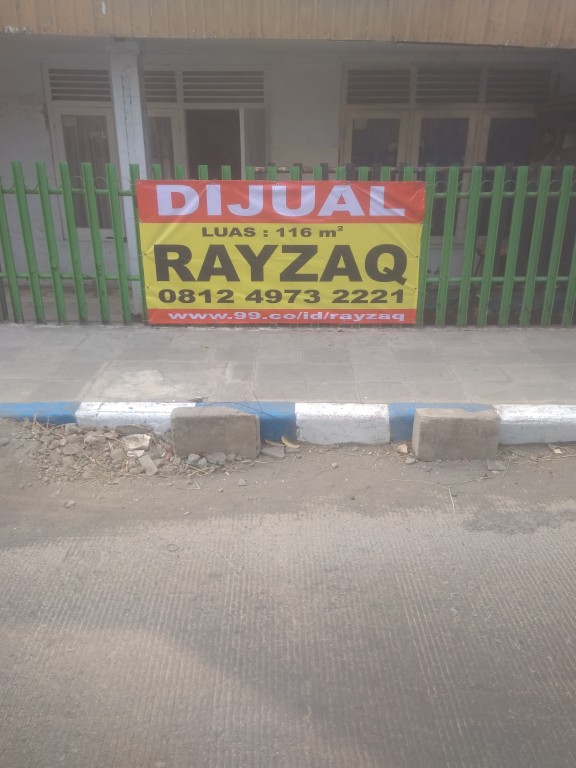 DIJUAL
LUAS : 116 m²
RAYZAQ
0812 4973 2221
www.99.co/id/rayzaq